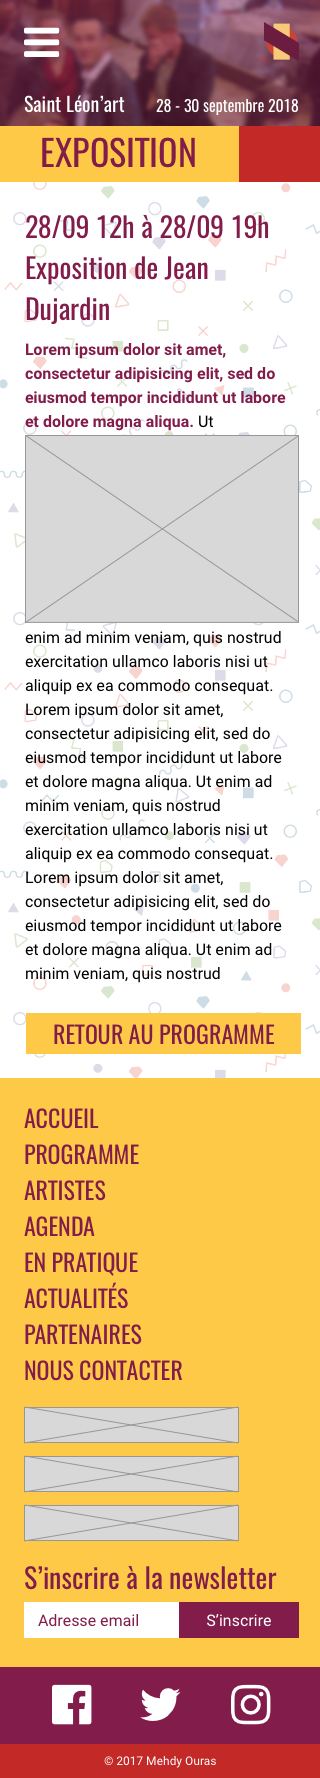 Saint Léon’art 28 - 30 septembre 2018
EXPOSITION
28/09 12h à 28/09 19h
Exposition de Jean
Dujardin
Lorem ipsum dolor sit amet,
consectetur adipisicing elit, sed do
eiusmod tempor incididunt ut labore
et dolore magna aliqua. Ut
enim ad minim veniam, quis nostrud
exercitation ullamco laboris nisi ut
aliquip ex ea commodo consequat.
Lorem ipsum dolor sit amet,
consectetur adipisicing elit, sed do
eiusmod tempor incididunt ut labore
et dolore magna aliqua. Ut enim ad
minim veniam, quis nostrud
exercitation ullamco laboris nisi ut
aliquip ex ea commodo consequat.
Lorem ipsum dolor sit amet,
consectetur adipisicing elit, sed do
eiusmod tempor incididunt ut labore
et dolore magna aliqua. Ut enim ad
minim veniam, quis nostrud
RETOUR AU PROGRAMME
ACCUEIL
PROGRAMME
ARTISTES
AGENDA
EN PRATIQUE
ACTUALITÉS
PARTENAIRES
NOUS CONTACTER
S’inscrire à la newsletter
Adresse email S’inscrire
© 2017 Mehdy Ouras